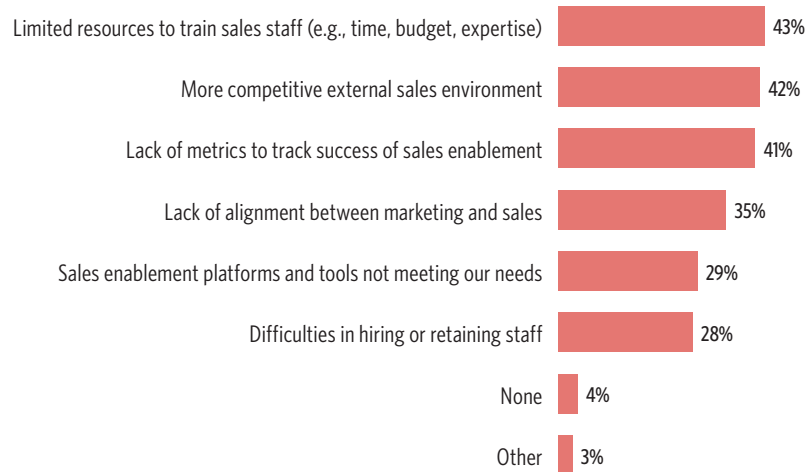 Limited resources to train sales staff (e.g., time, budget, expertise) 43%
More competitive external sales environment 42%
Lack of metrics to track success of sales enablement 41%
Lack of alignment between marketing and sales 35%
Sales enablement platforms and tools not meeting our needs 29%
Difficulties in hiring or retaining staff 28%
None 4%
Other 3%